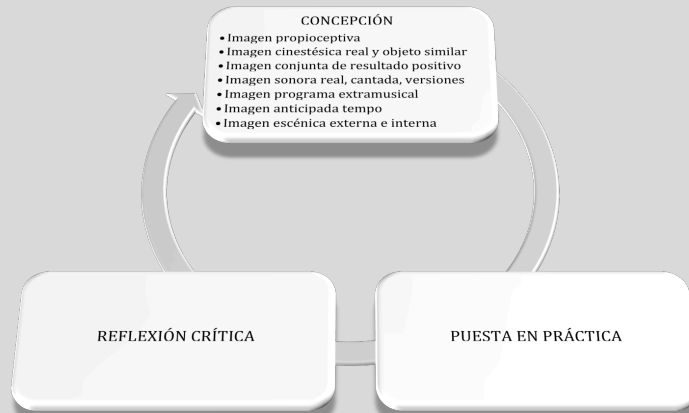 CONCEPCIÓN
• Imagen propioceptiva
• Imagen cinestésica real y objeto similar
• Imagen conjunta de resultado positivo
• Imagen sonora real, cantada, versiones
• Imagen programa extramusical
• Imagen anticipada tempo
• Imagen escénica externa e interna
REFLEXIÓN CRÍTICA
PUESTA EN PRÁCTICA